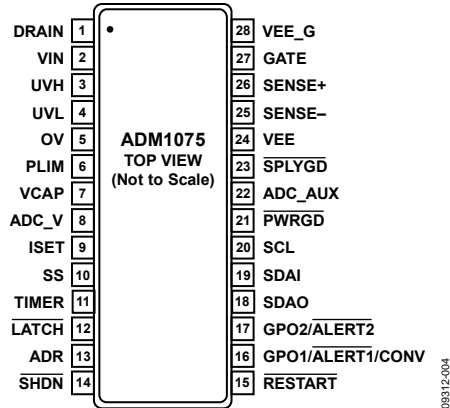 DRAIN 1
VIN 2
UVH 3
UVL 4
OV 5
PLIM 6
VCAP 7
ADC_V 8
ISET 9
SS 10
TIMER 11
LATCH 12
ADR 13
SHDN 14
ADM1075
TOP VIEW
(Not to Scale)
28 VEE_G
27 GATE
26 SENSE+
25 SENSE–
24 VEE
23 SPLYGD
22 ADC_AUX
21 PWRGD
20 SCL
19 SDAI
18 SDAO
17 GPO2/ALERT2
16 GPO1/ALERT1/CONV
15 RESTART
09312-004